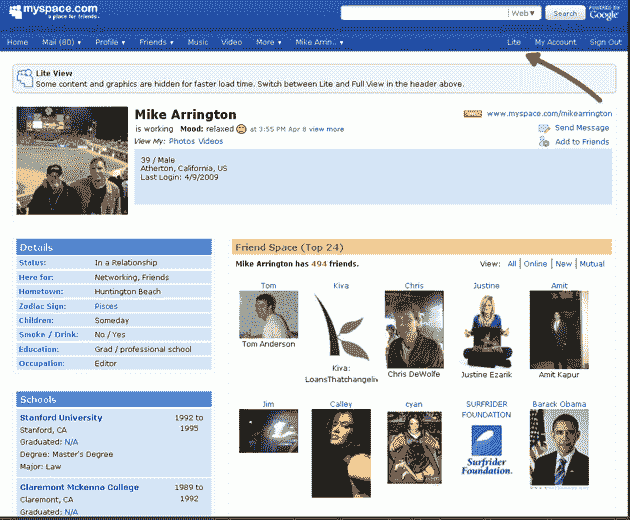 myspace.com
a place for friends.
Web ▾
Search
POWERED BY
Google
Home Mail (80) ▾ Profile ▾ Friends ▾ Music Video More ▾ Mike Arrin.. ▾ Lite My Account Sign Out
Lite View
Some content and graphics are hidden for faster load time. Switch between Lite and Full View in the header above.
Mike Arrington
is working Mood: relaxed at 3:55 PM Apr 8 view more
View My: Photos Videos
www.myspace.com/mikearrington
Send Message
Add to Friends
39 / Male
Atherton, California, US
Last Login: 4/9/2009
Details
Status: In a Relationship
Here for: Networking, Friends
Hometown: Huntington Beach
Zodiac Sign: Pisces
Children: Someday
Smoke / Drink: No / Yes
Education: Grad / professional school
Occupation: Editor
Schools
Stanford University 1992 to
Stanford, CA 1995
Graduated: N/A
Degree: Master's Degree
Major: Law
Claremont Mckenna College 1989 to
Claremont, CA 1992
Graduated: N/A
Friend Space (Top 24)
Mike Arrington has 494 friends.
View: All | Online | New | Mutual
Tom Kiva Chris Justine Amit
Tom Anderson
Kiva:
LoansThatchangeliv
Chris DeWolfe
Justine Ezarik
Amit Kapur
Jim Calley cyan SURFRIDER Barack Obama
FOUNDATION
Surfrider
Foundation.